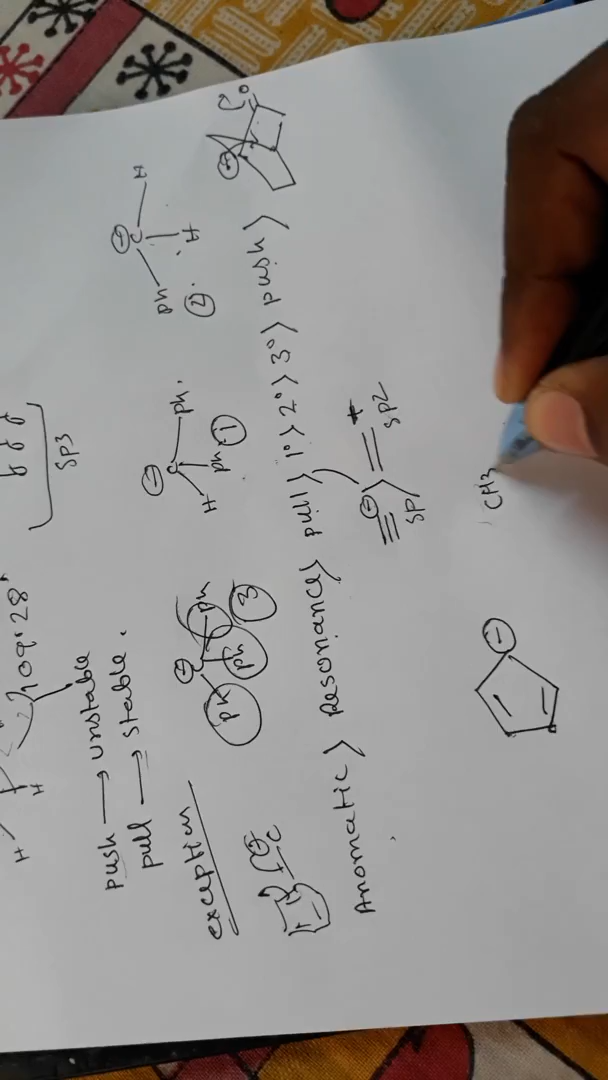 SP3
H
H
109°28'
push → unstable
pull → stable.
exception
ph
ph
ph
3
⊖
C
H
ph
ph.
1
⊖
C
ph
H
H
2.
⊖
C
Aromatic > Resonance > pull > 1° > 2° > 3° > push >
SP
SP2
CH3